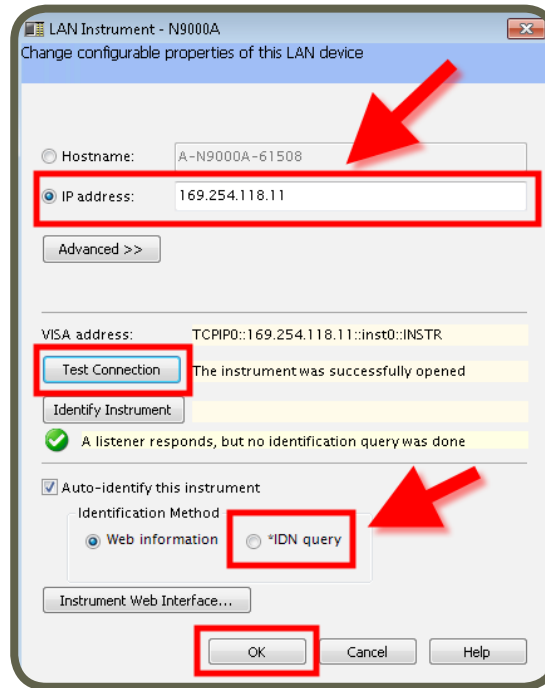 LAN Instrument - N9000A
Change configurable properties of this LAN device
Hostname: A-N9000A-61508
IP address: 169.254.118.11
Advanced >>
VISA address: TCPIP0::169.254.118.11::inst0::INSTR
Test Connection The instrument was successfully opened
Identify Instrument
A listener responds, but no identification query was done
Auto-identify this instrument
Identification Method
Web information *IDN query
Instrument Web Interface...
OK Cancel Help